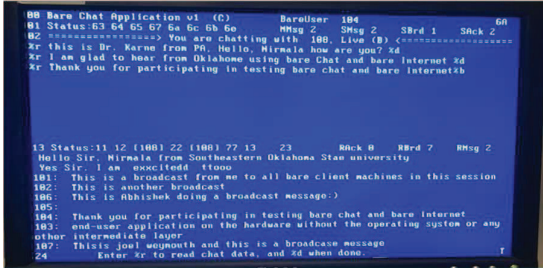 00 Bare Chat Application v1 (C) BareUser 104 6A
01 Status:63 64 65 67 6a 6c 6b 6e MMsg 2 SMsg 2 SBrd 1 SAck 2
02 ==================> You are chatting with 100, Live (B) <==================
%r this is Dr. Karne from PA, Hello, Nirmala how are you? %d
%r I am glad to hear from Oklahome using bare Chat and bare Internet %d
%r Thank you for participating in testing bare chat and bare Internet%b
13 Status:11 12 [108] 22 [108] 77 13 23 RAck 0 RBrd 7 RMsg 2
Hello Sir. Nirmala from Southeastern Oklahoma Stae university
Yes Sir. I am exxcitedd ttooo
101: This is a broadcast from me to all bare client machines in this session
102: This is another broadcast
106: This is Abhishek doing a broadcast message:)
105:
104: Thank you for participating in testing bare chat and bare internet
103: end-user application on the hardware without the operating system or any
other intermediate layer
107: Thisis joel weymouth and this is a broadcase message
24 Enter %r to read chat data, and %d when done. T